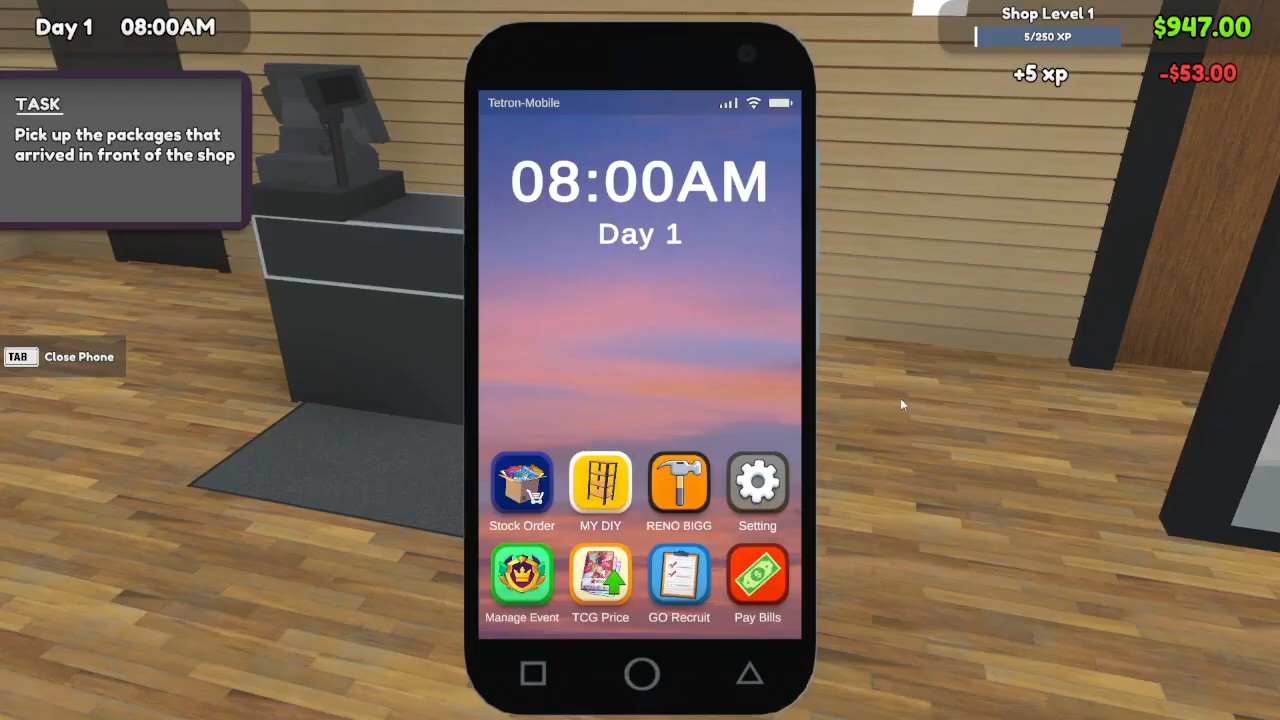 Day 1 08:00AM
Shop Level 1
5/250 XP
+5 xp
$947.00
-$53.00
TASK
Pick up the packages that
arrived in front of the shop
TAB Close Phone
Tetron-Mobile
08:00AM
Day 1
Stock Order MY DIY RENO BIGG Setting
Manage Event TCG Price GO Recruit Pay Bills